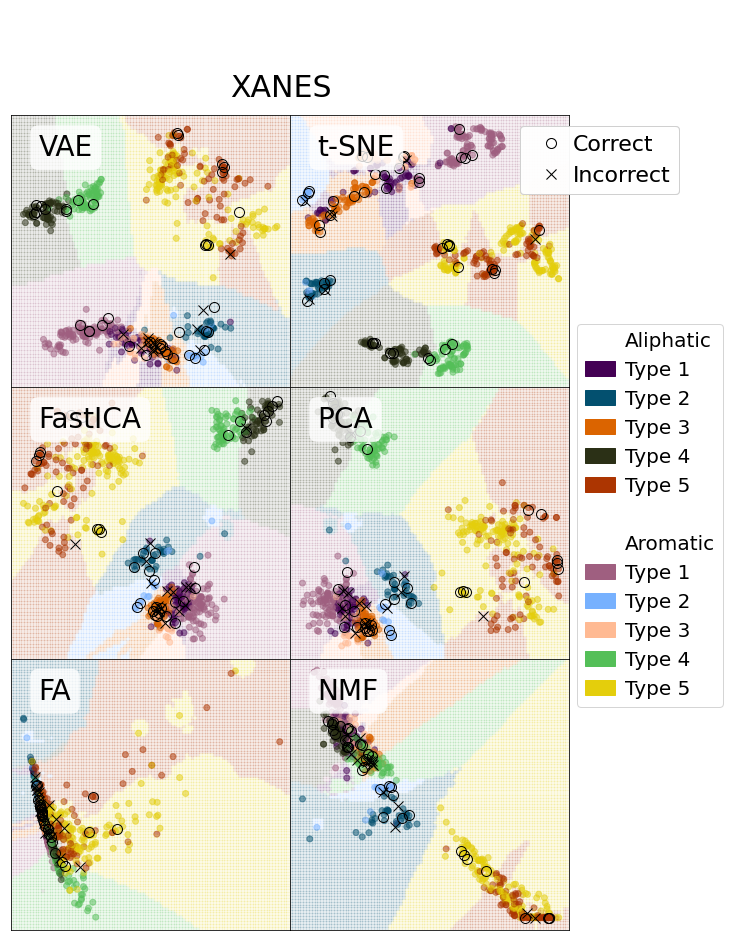 XANES
VAE
t-SNE
Correct
Incorrect
FastICA
PCA
FA
NMF
Aliphatic
Type 1
Type 2
Type 3
Type 4
Type 5
Aromatic
Type 1
Type 2
Type 3
Type 4
Type 5